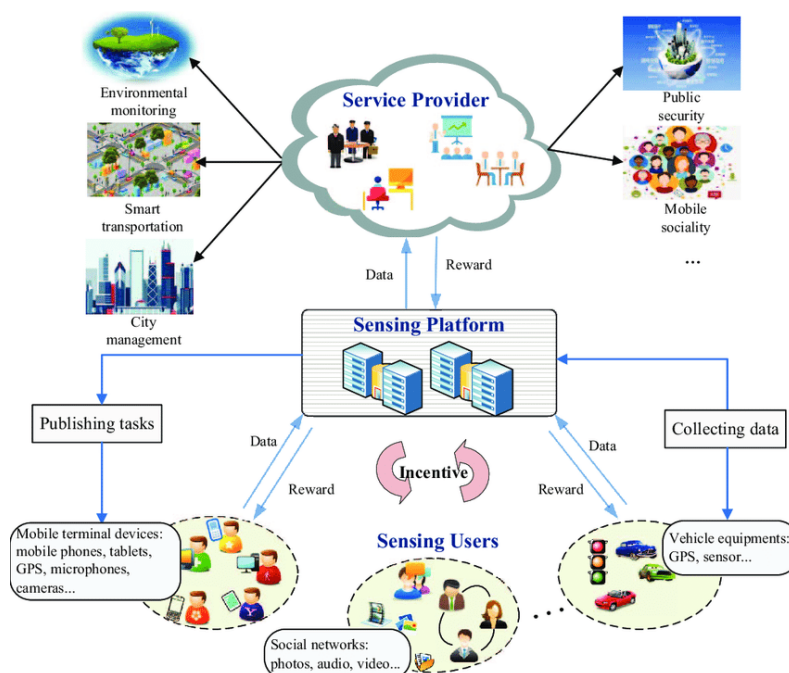 Service Provider
Environmental
monitoring
Public
security
Smart
transportation
Mobile
sociality
...
City
management
Data
Reward
Sensing Platform
Publishing tasks
Collecting data
Data
Reward
Incentive
Data
Reward
Mobile terminal devices:
mobile phones, tablets,
GPS, microphones,
cameras...
Sensing Users
Vehicle equipments:
GPS, sensor...
...
Social networks:
photos, audio, video...